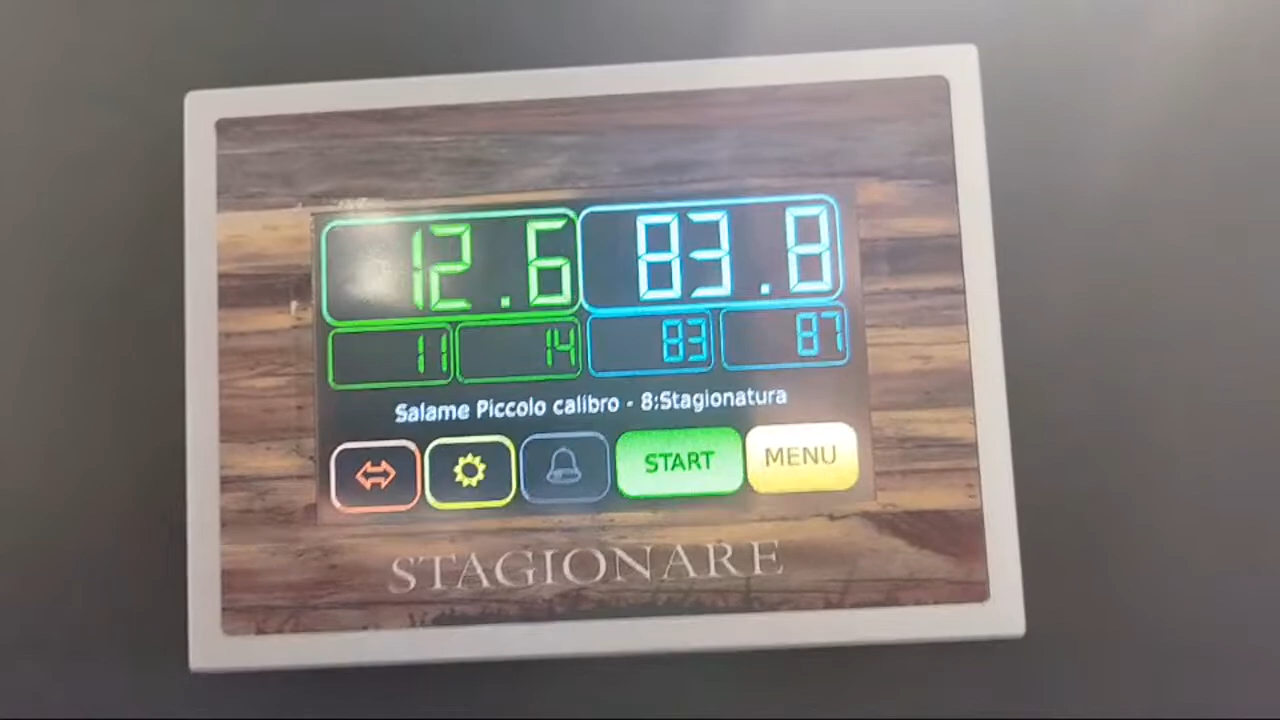 12.6 83.8
11 14 83 87
Salame Piccolo calibro - 8:Stagionatura
START MENU
STAGIONARE